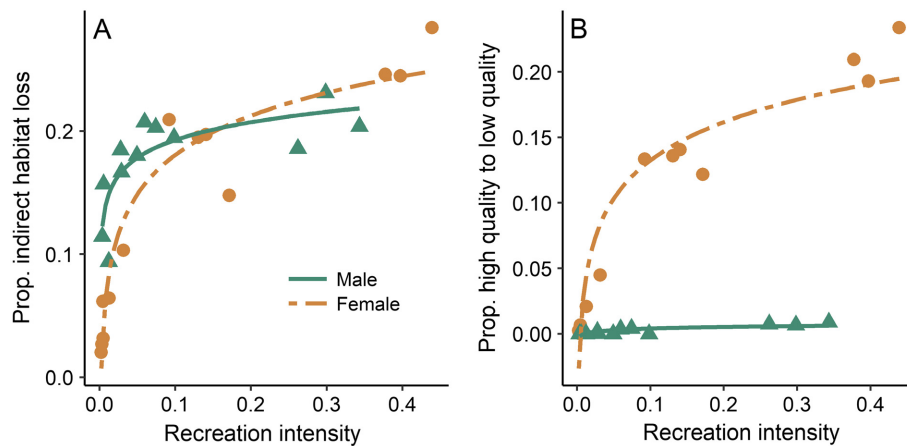 A
Prop. indirect habitat loss
0.2
0.1
0.0
Male
Female
0.0 0.1 0.2 0.3 0.4
Recreation intensity
B
Prop. high quality to low quality
0.20
0.15
0.10
0.05
0.00
0.0 0.1 0.2 0.3 0.4
Recreation intensity